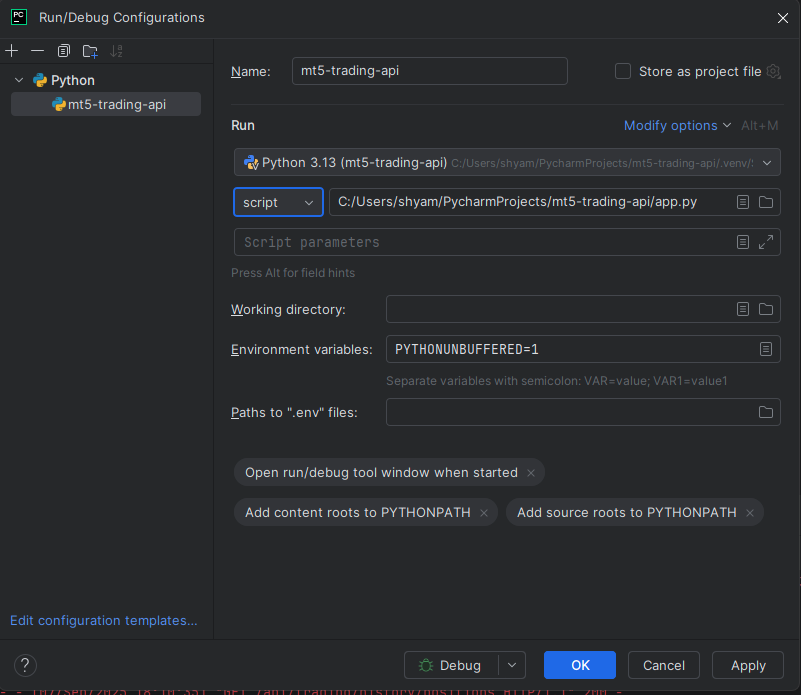 PC
Run/Debug Configurations
Python
mt5-trading-api
Name:
mt5-trading-api
Store as project file
Run
Modify options
Alt+M
Python 3.13 (mt5-trading-api) C:/Users/shyam/PycharmProjects/mt5-trading-api/.venv/
script
C:/Users/shyam/PycharmProjects/mt5-trading-api/app.py
Script parameters
Press Alt for field hints
Working directory:
Environment variables:
PYTHONUNBUFFERED=1
Separate variables with semicolon: VAR=value; VAR1=value1
Paths to ".env" files:
Open run/debug tool window when started
Add content roots to PYTHONPATH
Add source roots to PYTHONPATH
Edit configuration templates...
?
Debug
OK
Cancel
Apply